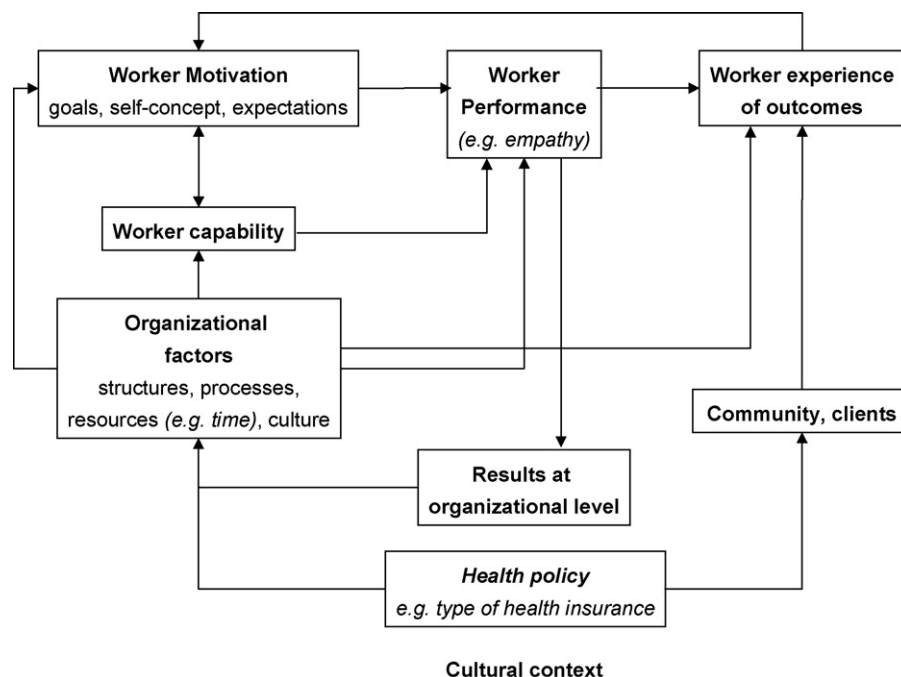 Worker Motivation
goals, self-concept, expectations
Worker
Performance
(e.g. empathy)
Worker experience
of outcomes
Worker capability
Organizational
factors
structures, processes,
resources (e.g. time), culture
Community, clients
Results at
organizational level
Health policy
e.g. type of health insurance
Cultural context